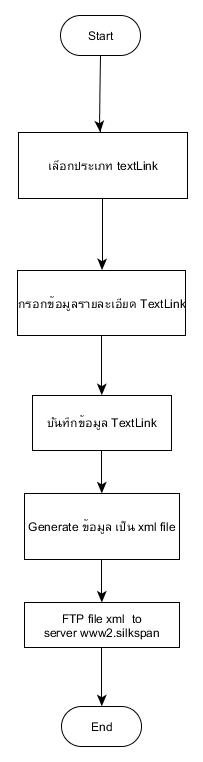 Start
เลือกประเภท textLink
กรอกข้อมูลรายละเอียด TextLink
บันทึกข้อมูล TextLink
Generate ข้อมูล เป็น xml file
FTP file xml  to
server www2.silkspan
End